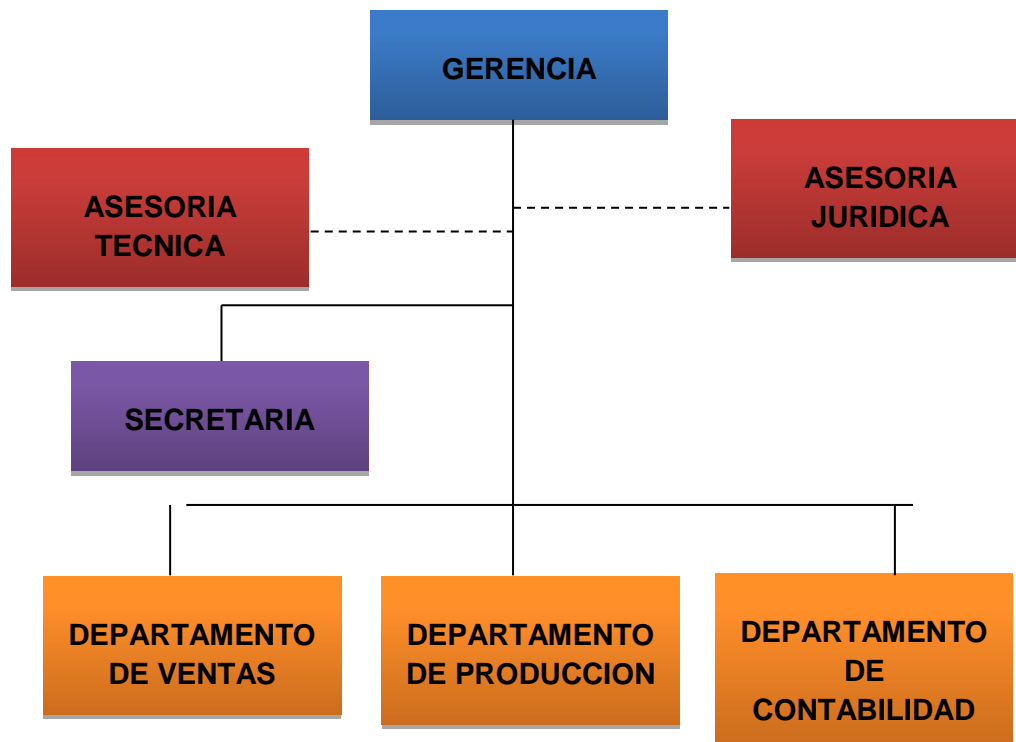 GERENCIA
ASESORIA
JURIDICA
ASESORIA
TECNICA
SECRETARIA
DEPARTAMENTO
DE VENTAS
DEPARTAMENTO
DE PRODUCCION
DEPARTAMENTO
DE
CONTABILIDAD